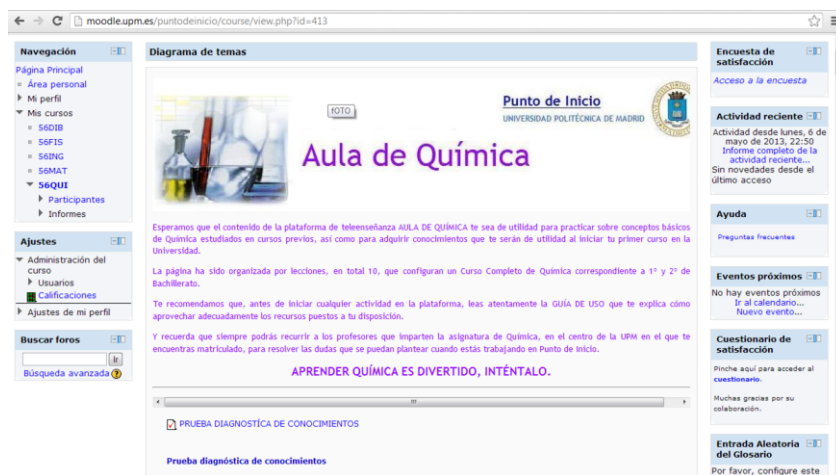 moodle.upm.es/puntodeinicio/course/view.php?id=413
Navegación
Página Principal
Área personal
Mi perfil
Mis cursos
56DIB
56FIS
56ING
56MAT
56QUI
Participantes
Informes
Ajustes
Administración del
curso
Usuarios
Calificaciones
Ajustes de mi perfil
Buscar foros
Ir
Búsqueda avanzada
Diagrama de temas
fOTO
Punto de Inicio
UNIVERSIDAD POLITÉCNICA DE MADRID
Aula de Química
Esperamos que el contenido de la plataforma de teleenseñanza AULA DE QUÍMICA te sea de utilidad para practicar sobre conceptos básicos
de Química estudiados en cursos previos, así como para adquirir conocimientos que te serán de utilidad al iniciar tu primer curso en la
Universidad.
La página ha sido organizada por lecciones, en total 10, que configuran un Curso Completo de Química correspondiente a 1º y 2º de
Bachillerato.
Te recomendamos que, antes de iniciar cualquier actividad en la plataforma, leas atentamente la GUÍA DE USO que te explica cómo
aprovechar adecuadamente los recursos puestos a tu disposición.
Y recuerda que siempre podrás recurrir a los profesores que imparten la asignatura de Química, en el centro de la UPM en el que te
encuentras matriculado, para resolver las dudas que se puedan plantear cuando estás trabajando en Punto de Inicio.
APRENDER QUÍMICA ES DIVERTIDO, INTÉNTALO.
PRUEBA DIAGNOSTÍCA DE CONOCIMIENTOS
Prueba diagnóstica de conocimientos
Encuesta de
satisfacción
Acceso a la encuesta
Actividad reciente
Actividad desde lunes, 6 de
mayo de 2013, 22:50
Informe completo de la
actividad reciente...
Sin novedades desde el
último acceso
Ayuda
Preguntas frecuentes
Eventos próximos
No hay eventos próximos
Ir al calendario...
Nuevo evento...
Cuestionario de
satisfacción
Pinche aquí para acceder al
cuestionario.
Muchas gracias por su
colaboración.
Entrada Aleatoria
del Glosario
Por favor, configure este